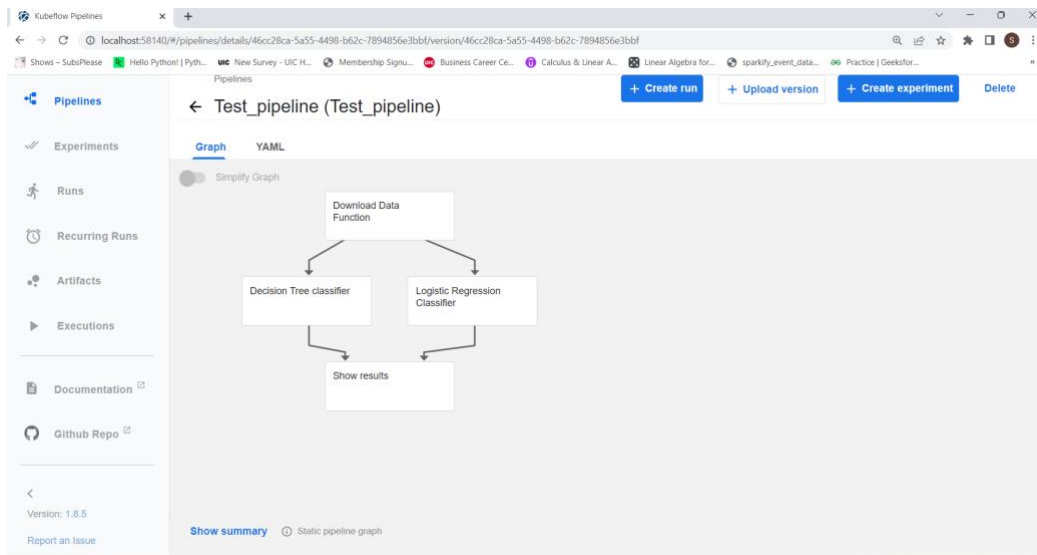 Kubeflow Pipelines
localhost:58140/#/pipelines/details/46cc28ca-5a55-4498-b62c-7894856e3bbf/version/46cc28ca-5a55-4498-b62c-7894856e3bbf
Shows – SubsPlease
Hello Python! | Pyth...
UIC New Survey - UIC H...
Membership Signu...
UIC Business Career Ce...
Calculus & Linear A...
Linear Algebra for...
sparkify_event_data...
Practice | Geeksfor...
»
Pipelines
Test_pipeline (Test_pipeline)
+ Create run
+ Upload version
+ Create experiment
Delete
Pipelines
Experiments
Runs
Recurring Runs
Artifacts
Executions
Documentation
Github Repo
Version: 1.8.5
Report an Issue
Graph YAML
Simplify Graph
Download Data
Function
Decision Tree classifier
Logistic Regression
Classifier
Show results
Show summary
Static pipeline graph
S